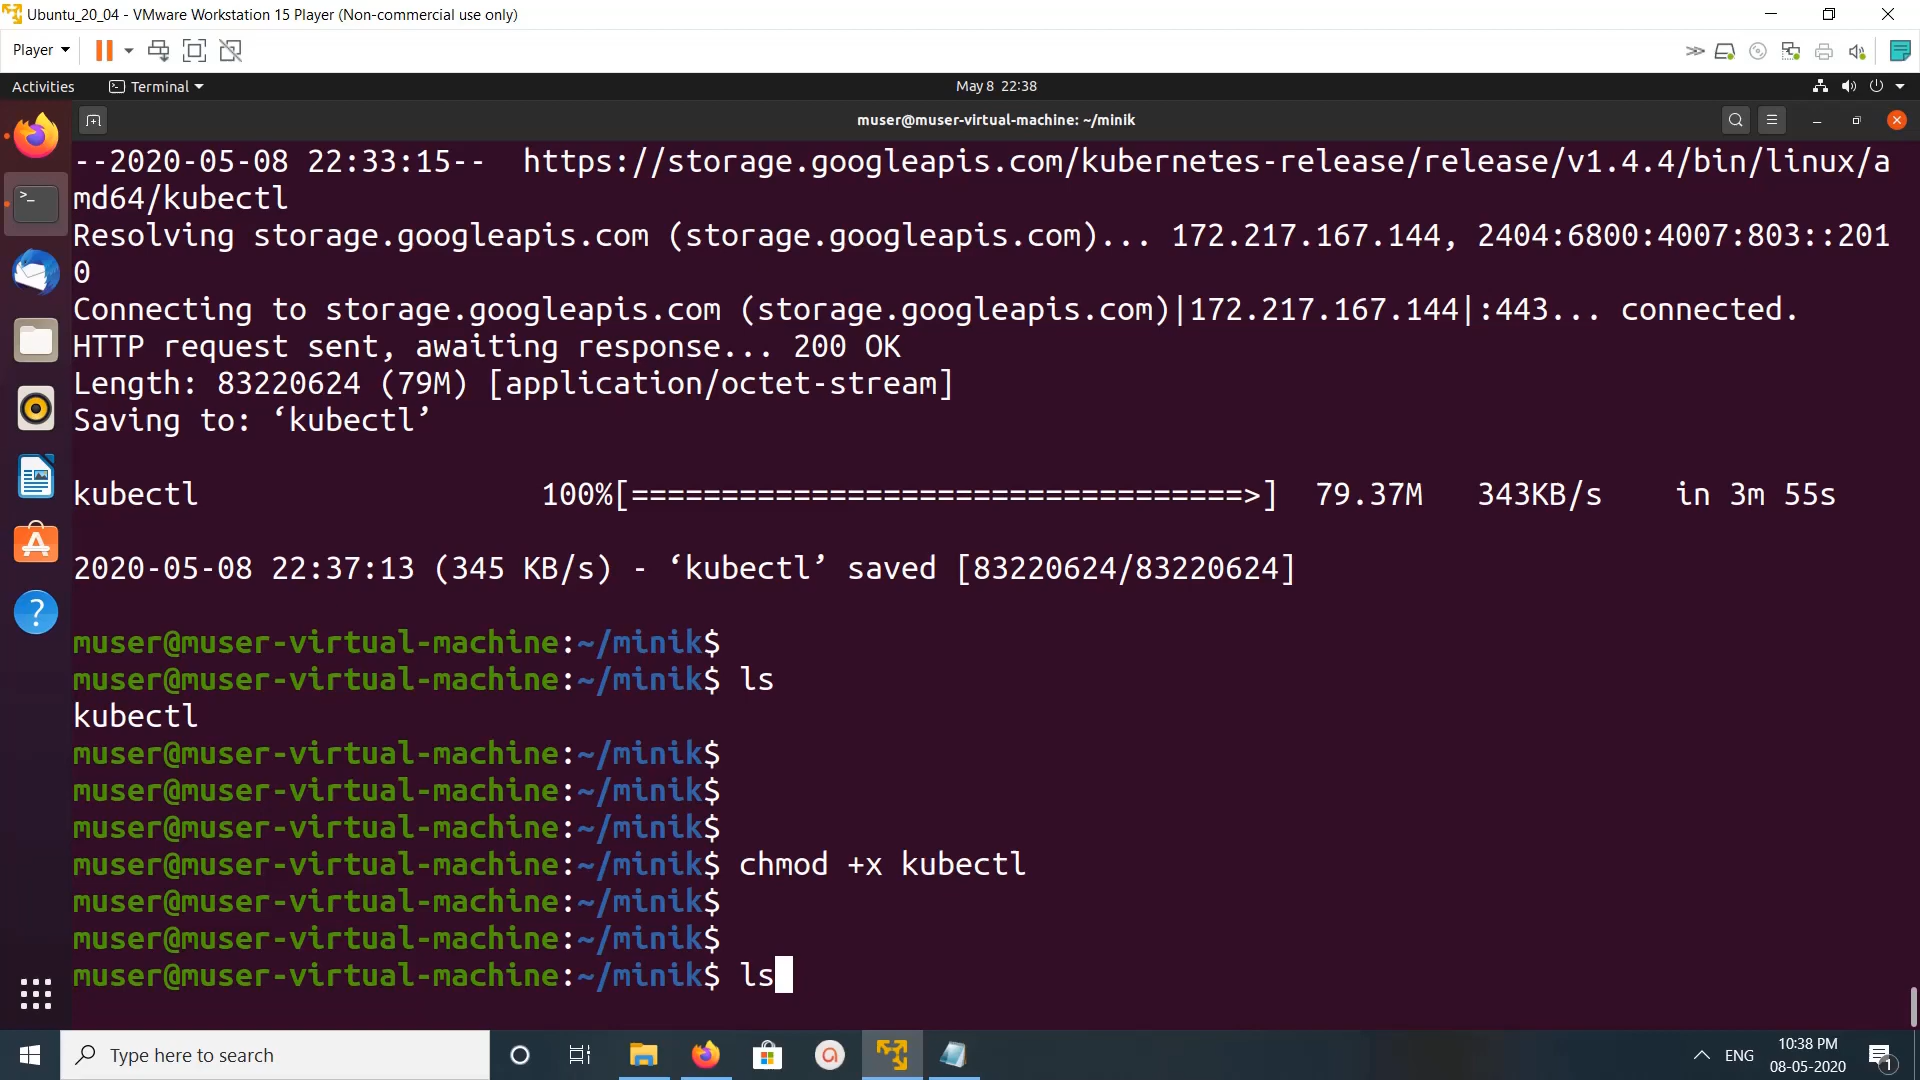 Ubuntu_20_04 - VMware Workstation 15 Player (Non-commercial use only)
Player
Activities
Terminal
May 8 22:38
muser@muser-virtual-machine: ~/minik
--2020-05-08 22:33:15--  https://storage.googleapis.com/kubernetes-release/release/v1.4.4/bin/linux/a
md64/kubectl
Resolving storage.googleapis.com (storage.googleapis.com)... 172.217.167.144, 2404:6800:4007:803::201
0
Connecting to storage.googleapis.com (storage.googleapis.com)|172.217.167.144|:443... connected.
HTTP request sent, awaiting response... 200 OK
Length: 83220624 (79M) [application/octet-stream]
Saving to: ‘kubectl’
kubectl                   100%[==================================>]  79.37M   343KB/s    in 3m 55s
2020-05-08 22:37:13 (345 KB/s) - ‘kubectl’ saved [83220624/83220624]
muser@muser-virtual-machine:~/minik$
muser@muser-virtual-machine:~/minik$ ls
kubectl
muser@muser-virtual-machine:~/minik$
muser@muser-virtual-machine:~/minik$
muser@muser-virtual-machine:~/minik$
muser@muser-virtual-machine:~/minik$ chmod +x kubectl
muser@muser-virtual-machine:~/minik$
muser@muser-virtual-machine:~/minik$
muser@muser-virtual-machine:~/minik$ ls
Type here to search
ENG
10:38 PM
08-05-2020
1